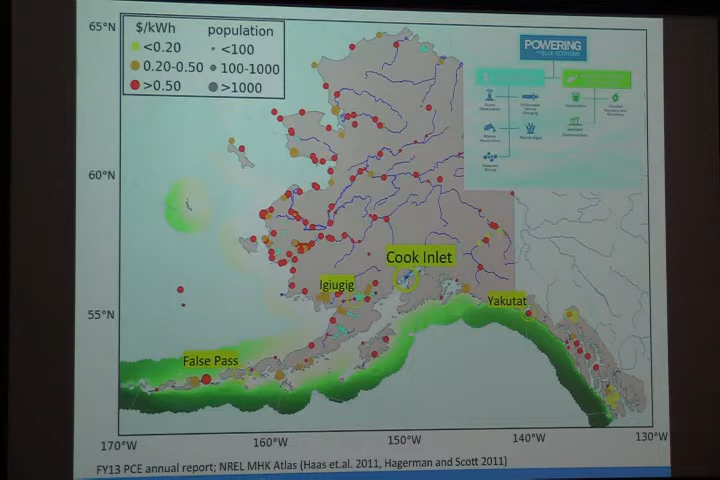 $/kWh
population
<0.20
<100
0.20-0.50
100-1000
>0.50
>1000
65°N
60°N
55°N
POWERING
Cook Inlet
Igiugig
Yakutat
False Pass
170°W
160°W
150°W
140°W
130°W
FY13 PCE annual report; NREL MHK Atlas (Haas et.al. 2011, Hagerman and Scott 2011)